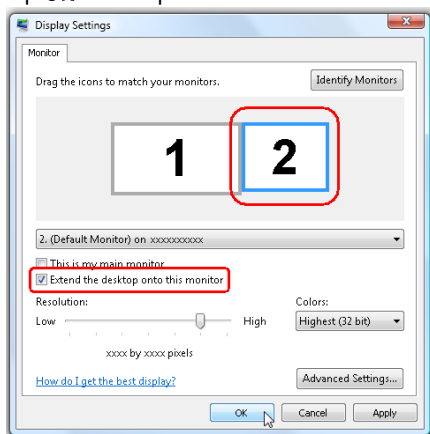 Display Settings
Monitor
Drag the icons to match your monitors.
Identify Monitors
1
2
2. (Default Monitor) on xxxxxxxxxx
This is my main monitor
Extend the desktop onto this monitor
Resolution:
Colors:
Low
High
Highest (32 bit)
xxxx by xxxx pixels
How do I get the best display?
Advanced Settings...
OK
Cancel
Apply